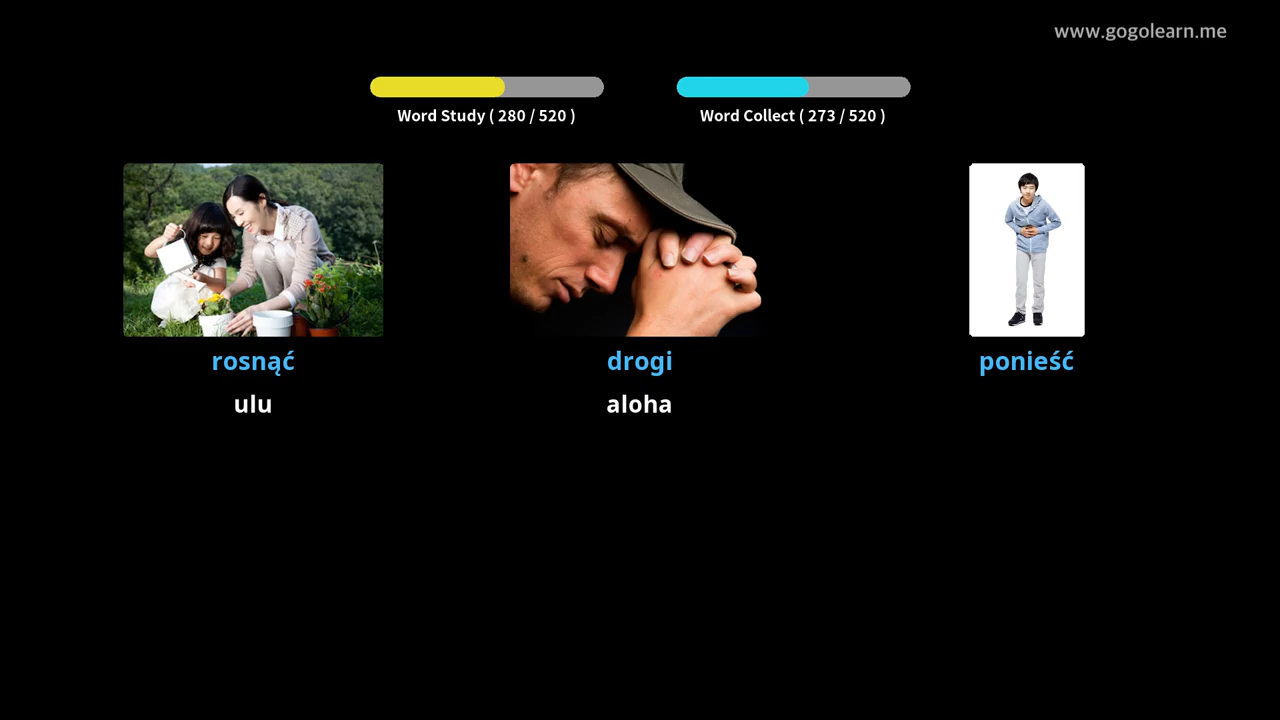 www.gogolearn.me
Word Study ( 280 / 520 )
Word Collect ( 273 / 520 )
rosnąć
drogi
ponieść
ulu
aloha